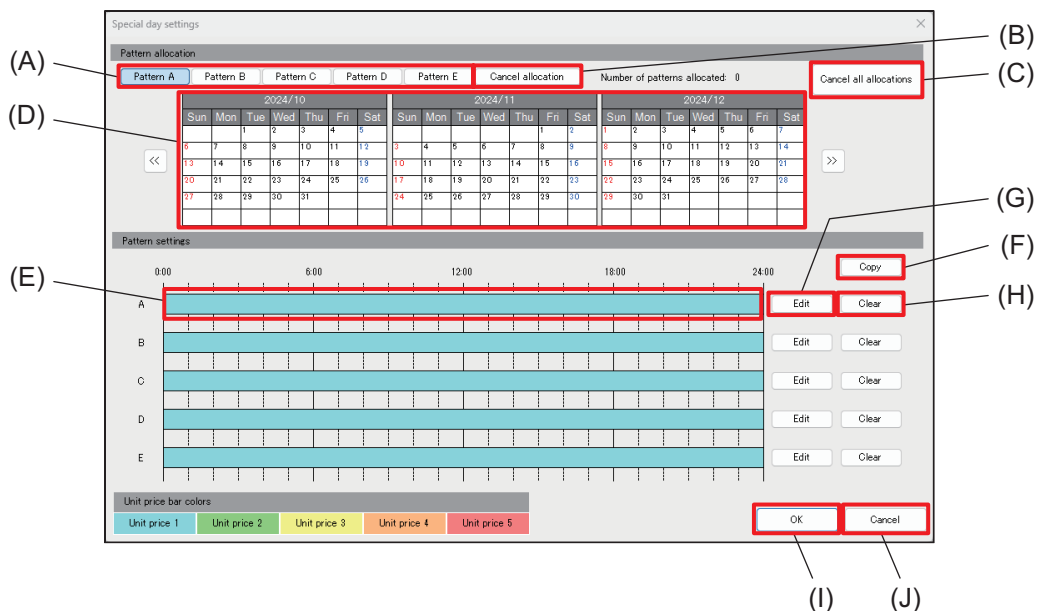 Special day settings ×
(A)
(B)
Pattern allocation
Pattern A Pattern B Pattern C Pattern D Pattern E Cancel allocation Number of patterns allocated: 0 Cancel all allocations
(C)
(D)
2024/10 2024/11 2024/12
Sun Mon Tue Wed Thu Fri Sat Sun Mon Tue Wed Thu Fri Sat Sun Mon Tue Wed Thu Fri Sat
1 2 3 4 5 1 2 1 2 3 4 5 6 7
6 7 8 9 10 11 12 3 4 5 6 7 8 9 8 9 10 11 12 13 14
<< 13 14 15 16 17 18 19 10 11 12 13 14 15 16 15 16 17 18 19 20 21 >>
20 21 22 23 24 25 26 17 18 19 20 21 22 23 22 23 24 25 26 27 28
27 28 29 30 31 24 25 26 27 28 29 30 29 30 31
(G)
Pattern settings
(F)
0:00 6:00 12:00 18:00 24:00 Copy
(E)
(H)
A Edit Clear
B Edit Clear
C Edit Clear
D Edit Clear
E Edit Clear
Unit price bar colors
Unit price 1 Unit price 2 Unit price 3 Unit price 4 Unit price 5 OK Cancel
(I) (J)